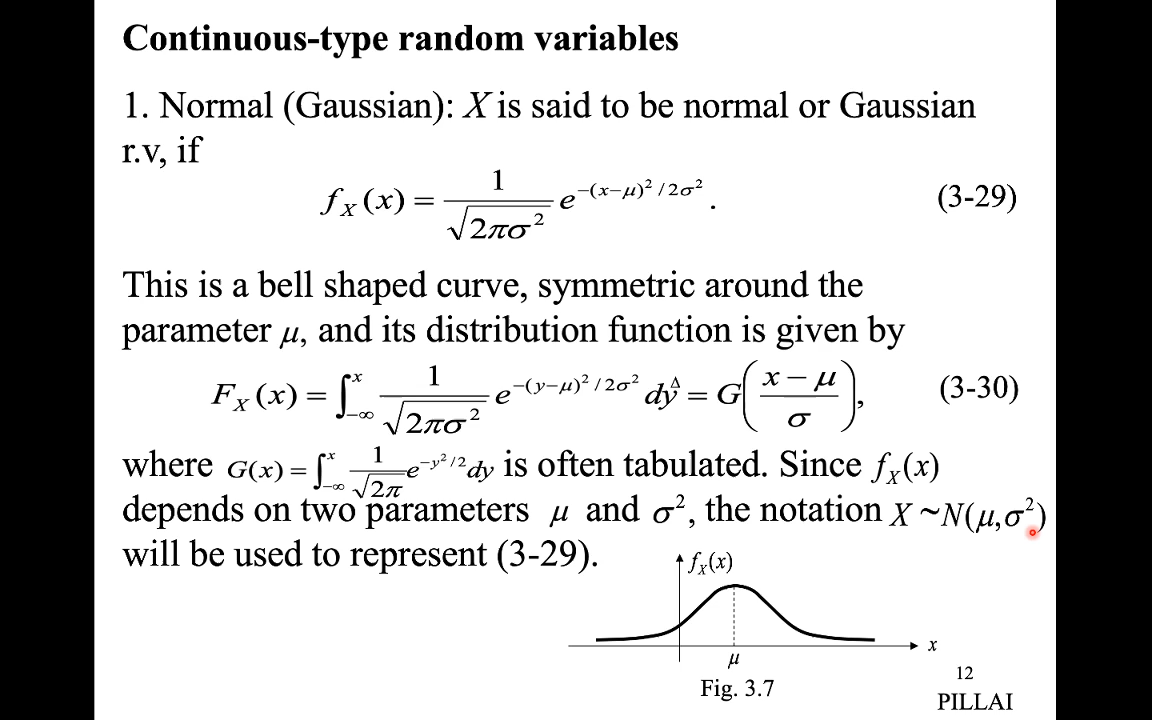 Continuous-type random variables
1. Normal (Gaussian): X is said to be normal or Gaussian
r.v, if
f_X(x) = 1/√(2πσ²) e^{−(x−μ)²/2σ²}. (3-29)
This is a bell shaped curve, symmetric around the
parameter μ, and its distribution function is given by
F_X(x) = ∫_{−∞}^{x} 1/√(2πσ²) e^{−(y−μ)²/2σ²} dy ≜ G((x−μ)/σ), (3-30)
where G(x) = ∫_{−∞}^{x} 1/√(2π) e^{−y²/2} dy is often tabulated. Since f_X(x)
depends on two parameters μ and σ², the notation X ~N(μ,σ²)
will be used to represent (3-29).
f_X(x)
x
μ
Fig. 3.7
12
PILLAI